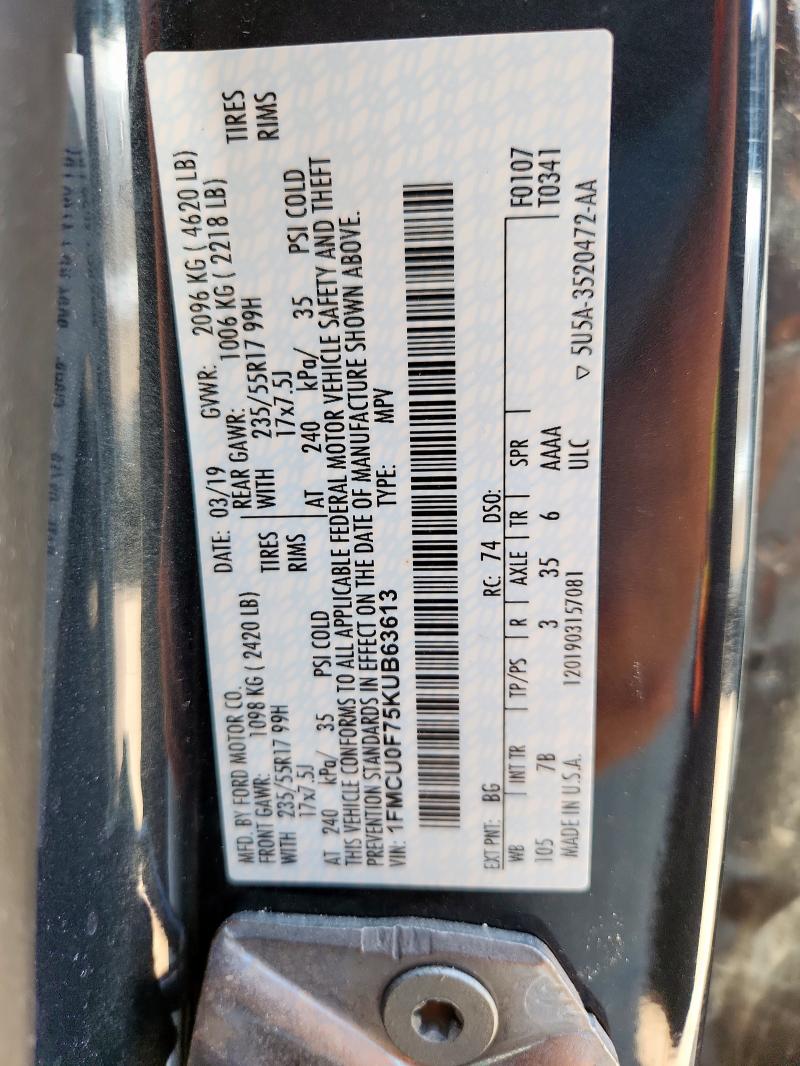 MFD. BY FORD MOTOR CO.
DATE: 03/19 GVWR: 2096 KG ( 4620 LB)
FRONT GAWR: 1098 KG ( 2420 LB) REAR GAWR: 1006 KG ( 2218 LB)
WITH 235/55R17 99H TIRES WITH 235/55R17 99H TIRES
17x7.5J RIMS 17x7.5J RIMS
AT 240 kPa/ 35 PSI COLD AT 240 kPa/ 35 PSI COLD
THIS VEHICLE CONFORMS TO ALL APPLICABLE FEDERAL MOTOR VEHICLE SAFETY AND THEFT
PREVENTION STANDARDS IN EFFECT ON THE DATE OF MANUFACTURE SHOWN ABOVE.
VIN: 1FMCU0F75KUB63613 TYPE: MPV
EXT PNT: BG RC: 74 DSO: F0107
WB INT TR TP/PS R AXLE TR SPR T0341
105 7B 3 35 6 AAAA
MADE IN U.S.A. 1201903157081 ULC ▽ 5U5A-3520472-AA